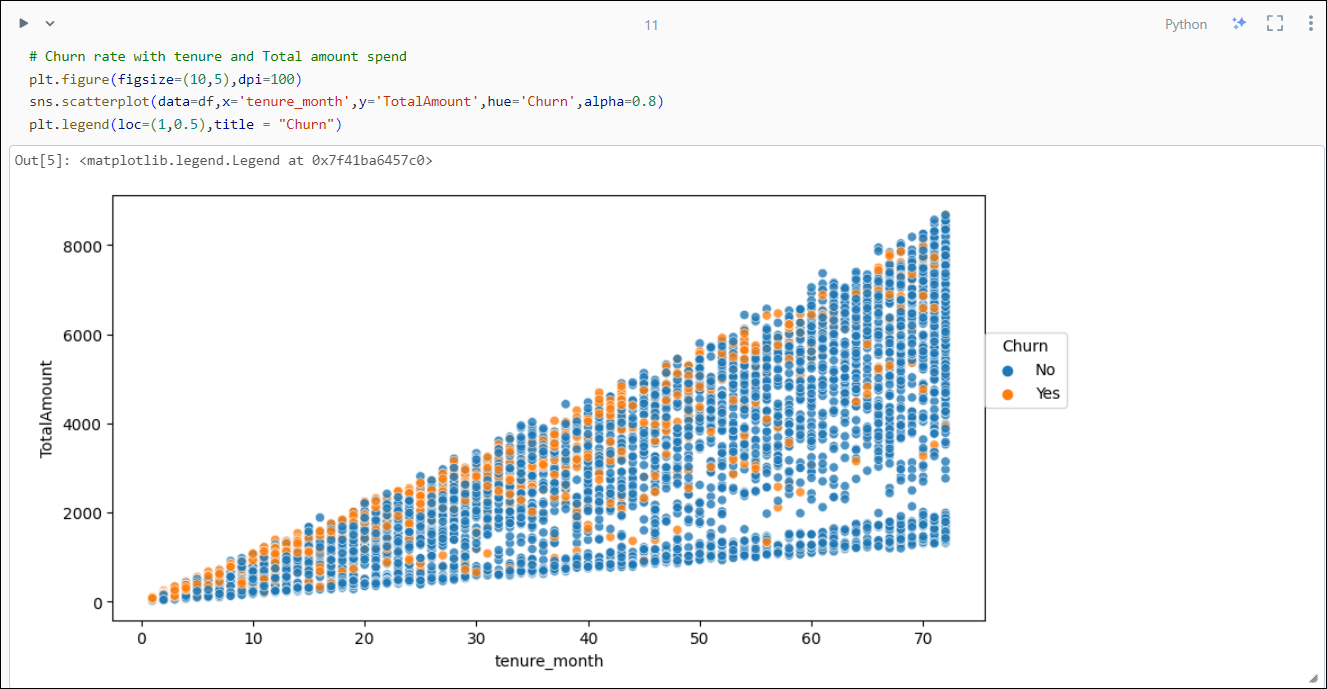 11
Python
# Churn rate with tenure and Total amount spend
plt.figure(figsize=(10,5),dpi=100)
sns.scatterplot(data=df,x='tenure_month',y='TotalAmount',hue='Churn',alpha=0.8)
plt.legend(loc=(1,0.5),title = "Churn")
Out[5]: <matplotlib.legend.Legend at 0x7f41ba6457c0>
8000
6000
4000
2000
0
TotalAmount
0 10 20 30 40 50 60 70
tenure_month
Churn
No
Yes